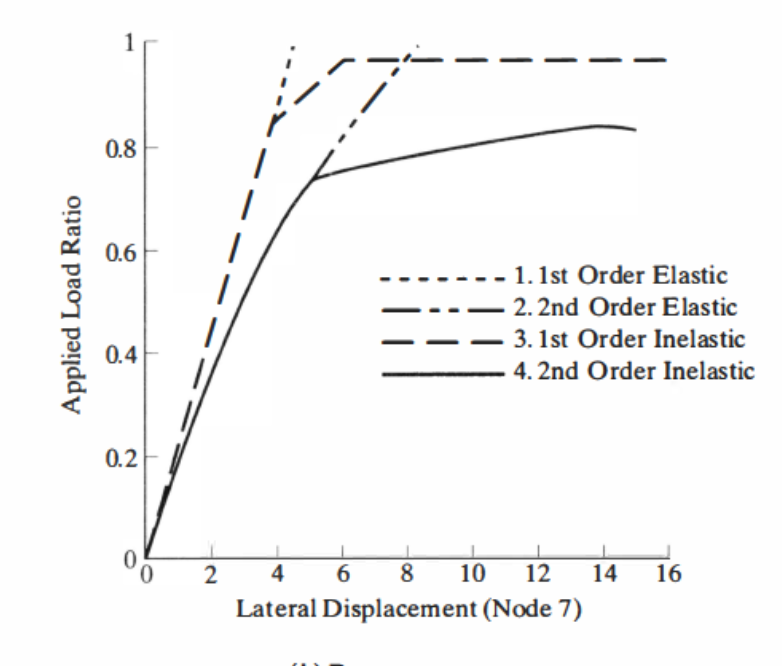 1
0.8
0.6
0.4
0.2
0
Applied Load Ratio
1. 1st Order Elastic
2. 2nd Order Elastic
3. 1st Order Inelastic
4. 2nd Order Inelastic
0 2 4 6 8 10 12 14 16
Lateral Displacement (Node 7)